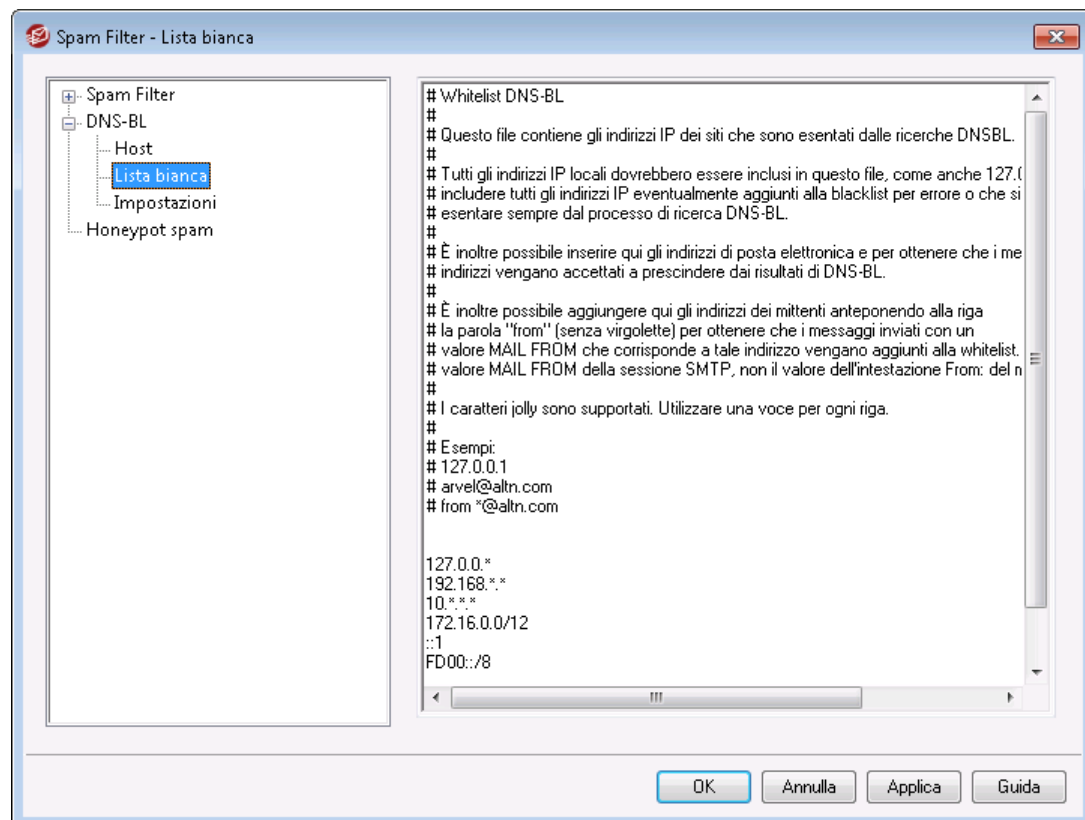 Spam Filter - Lista bianca
Spam Filter
DNS-BL
Host
Lista bianca
Impostazioni
Honeypot spam
# Whitelist DNS-BL
#
# Questo file contiene gli indirizzi IP dei siti che sono esentati dalle ricerche DNSBL.
#
# Tutti gli indirizzi IP locali dovrebbero essere inclusi in questo file, come anche 127.(
# includere tutti gli indirizzi IP eventualmente aggiunti alla blacklist per errore o che si
# esentare sempre dal processo di ricerca DNS-BL.
#
# È inoltre possibile inserire qui gli indirizzi di posta elettronica e per ottenere che i me
# indirizzi vengano accettati a prescindere dai risultati di DNS-BL.
#
# È inoltre possibile aggiungere qui gli indirizzi dei mittenti anteponendo alla riga
# la parola "from" (senza virgolette) per ottenere che i messaggi inviati con un
# valore MAIL FROM che corrisponde a tale indirizzo vengano aggiunti alla whitelist.
# valore MAIL FROM della sessione SMTP, non il valore dell'intestazione From: del
#
# I caratteri jolly sono supportati. Utilizzare una voce per ogni riga.
#
# Esempi:
# 127.0.0.1
# arvel@altn.com
# from *@altn.com
127.0.0.*
192.168.*.*
10.*.*.*
172.16.0.0/12
::1
FD00::/8
OK
Annulla
Applica
Guida